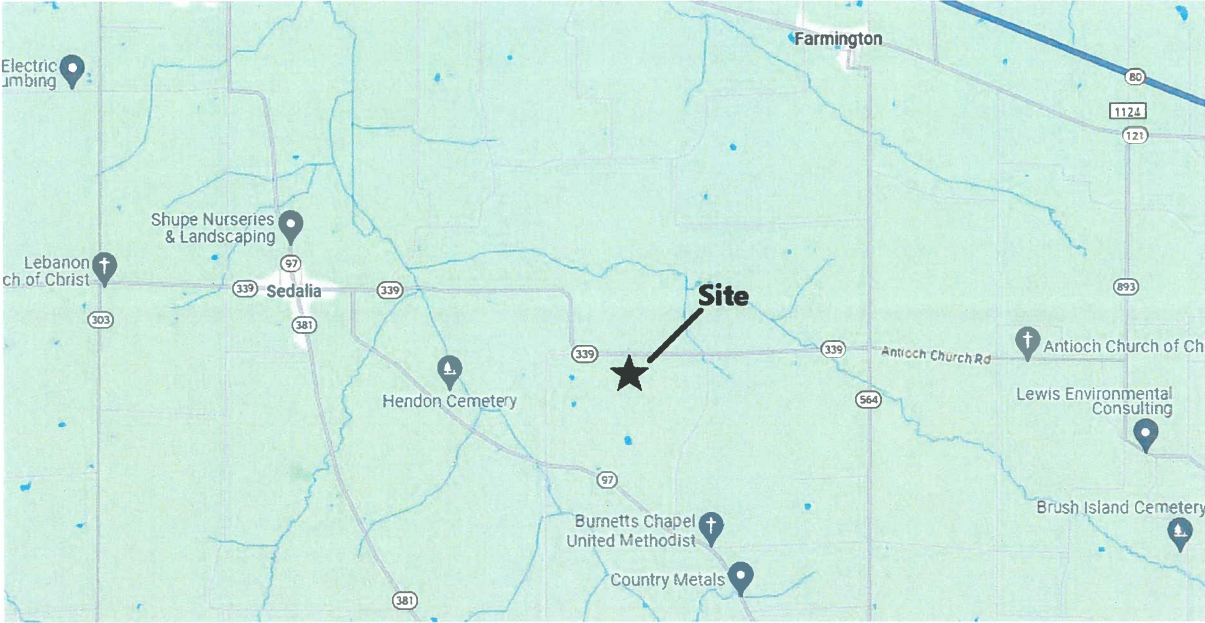 Farmington
Electric
umbing
80
1124
121
Shupe Nurseries
& Landscaping
97
Lebanon
ch of Christ
339
Sedalia
339
893
Site
303
381
339
339
Antioch Church Rd
Antioch Church of Ch
Hendon Cemetery
564
Lewis Environmental
Consulting
97
Burnetts Chapel
United Methodist
Brush Island Cemetery
Country Metals
381